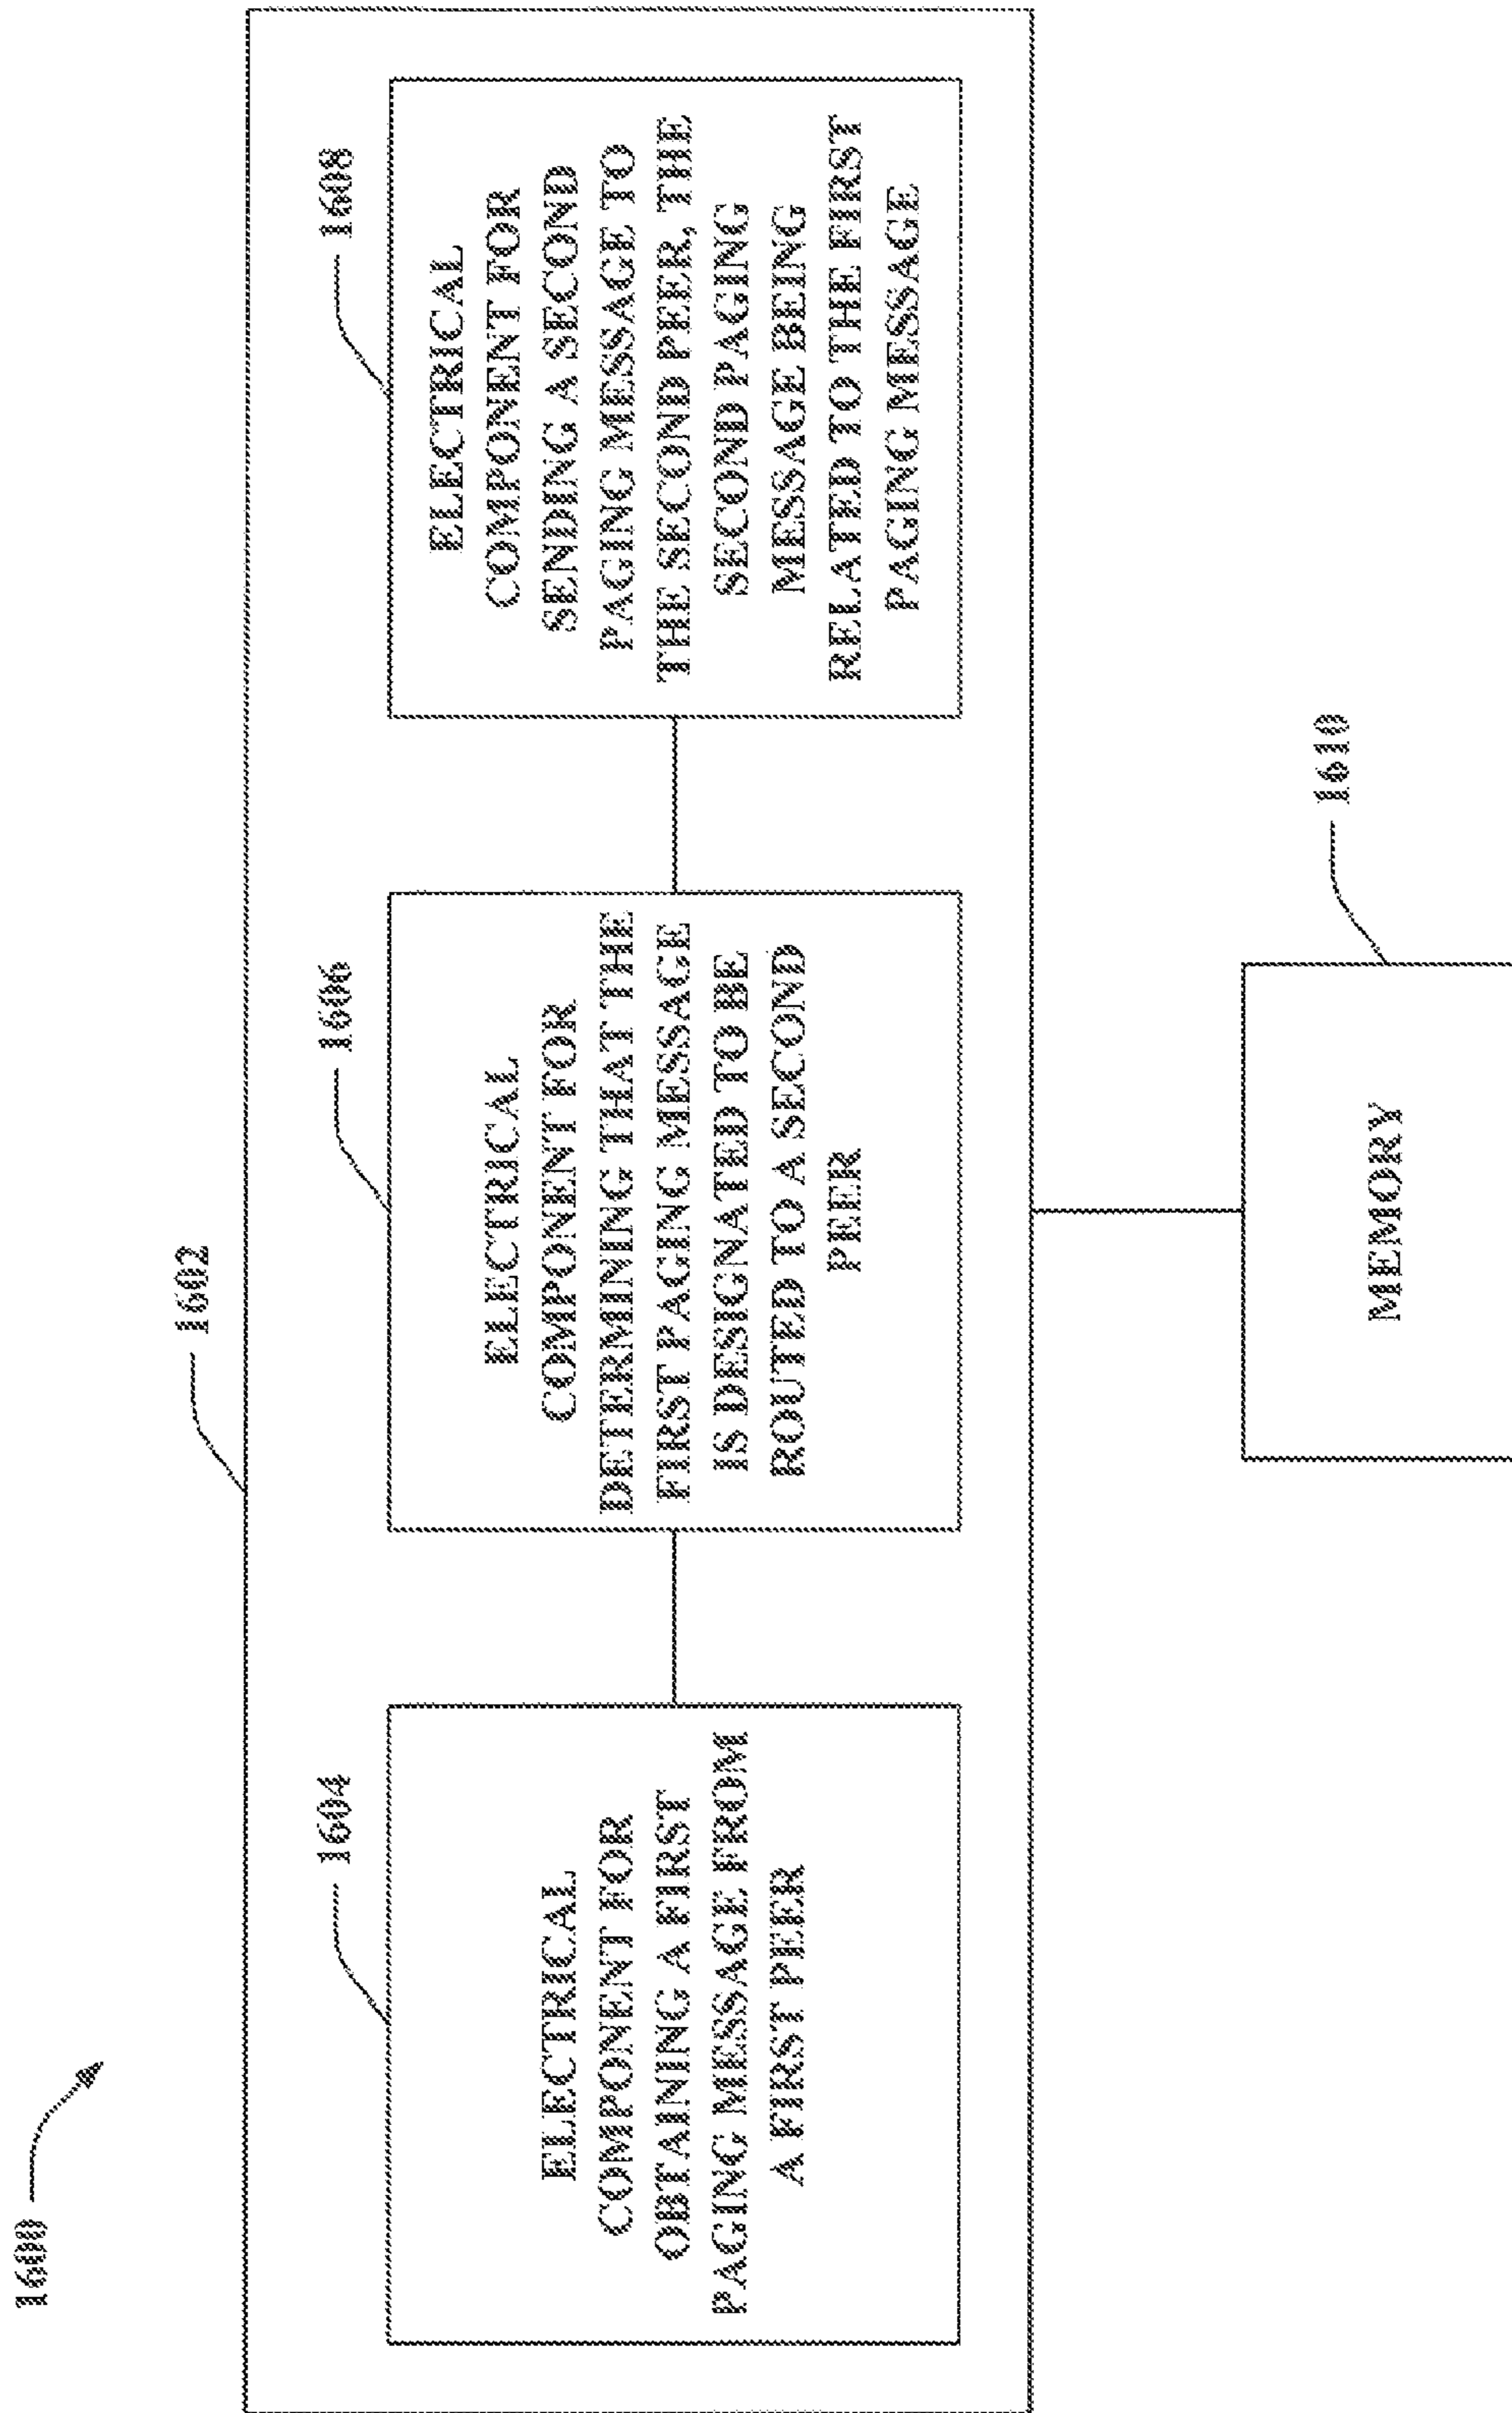 1600
1602
1604
ELECTRICAL
COMPONENT FOR
OBTAINING A FIRST
PAGING MESSAGE FROM
A FIRST PEER
1606
ELECTRICAL
COMPONENT FOR
DETERMINING THAT THE
FIRST PAGING MESSAGE
IS DESIGNATED TO BE
ROUTED TO A SECOND
PEER
1608
ELECTRICAL
COMPONENT FOR
SENDING A SECOND
PAGING MESSAGE TO
THE SECOND PEER, THE
SECOND PAGING
MESSAGE BEING
RELATED TO THE FIRST
PAGING MESSAGE
1610
MEMORY